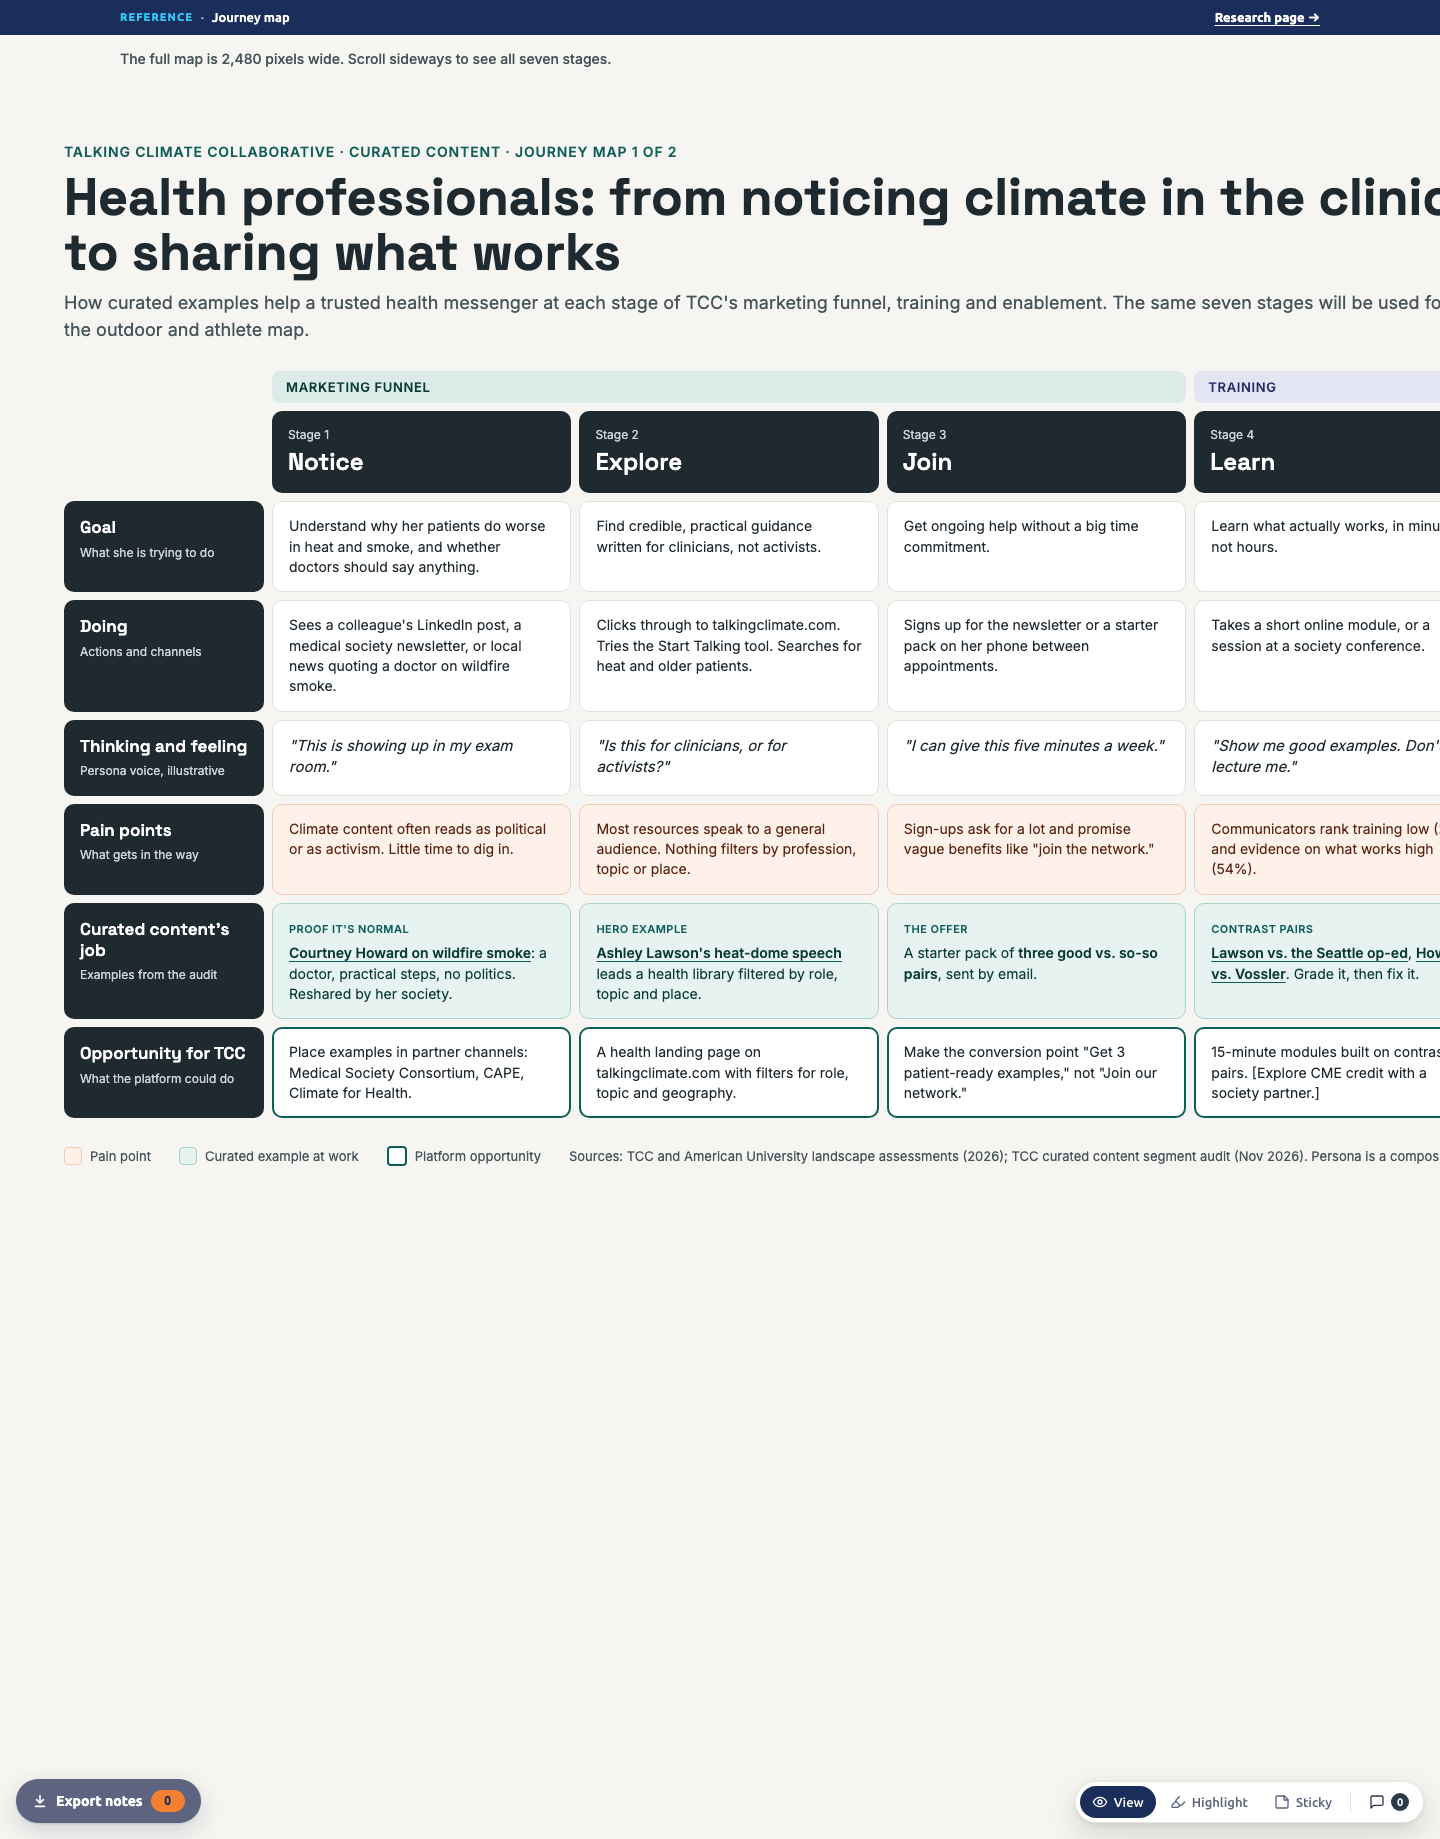 REFERENCE · Journey map
Research page →
The full map is 2,480 pixels wide. Scroll sideways to see all seven stages.
TALKING CLIMATE COLLABORATIVE · CURATED CONTENT · JOURNEY MAP 1 OF 2
Health professionals: from noticing climate in the clinic
to sharing what works
How curated examples help a trusted health messenger at each stage of TCC's marketing funnel, training and enablement. The same seven stages will be used
the outdoor and athlete map.
MARKETING FUNNEL
TRAINING
Stage 1
Notice
Stage 2
Explore
Stage 3
Join
Stage 4
Learn
Goal
What she is trying to do
Understand why her patients do worse
in heat and smoke, and whether
doctors should say anything.
Find credible, practical guidance
written for clinicians, not activists.
Get ongoing help without a big time
commitment.
Learn what actually works, in
not hours.
Doing
Actions and channels
Sees a colleague's LinkedIn post, a
medical society newsletter, or local
news quoting a doctor on wildfire
smoke.
Clicks through to talkingclimate.com.
Tries the Start Talking tool. Searches for
heat and older patients.
Signs up for the newsletter or a starter
pack on her phone between
appointments.
Takes a short online module, or a
session at a society conference.
Thinking and feeling
Persona voice, illustrative
"This is showing up in my exam
room."
"Is this for clinicians, or for
activists?"
"I can give this five minutes a week."
"Show me good examples. Don'
lecture me."
Pain points
What gets in the way
Climate content often reads as political
or as activism. Little time to dig in.
Most resources speak to a general
audience. Nothing filters by profession,
topic or place.
Sign-ups ask for a lot and promise
vague benefits like "join the network."
Communicators rank training low
and evidence on what works high
(54%).
Curated content's
job
Examples from the audit
PROOF IT'S NORMAL
Courtney Howard on wildfire smoke: a
doctor, practical steps, no politics.
Reshared by her society.
HERO EXAMPLE
Ashley Lawson's heat-dome speech
leads a health library filtered by role,
topic and place.
THE OFFER
A starter pack of three good vs. so-so
pairs, sent by email.
CONTRAST PAIRS
Lawson vs. the Seattle op-ed,
vs. Vossler. Grade it, then fix it.
Opportunity for TCC
What the platform could do
Place examples in partner channels:
Medical Society Consortium, CAPE,
Climate for Health.
A health landing page on
talkingclimate.com with filters for role,
topic and geography.
Make the conversion point "Get 3
patient-ready examples," not "Join our
network."
15-minute modules built on
pairs. [Explore CME credit with a
society partner.]
Pain point
Curated example at work
Platform opportunity
Sources: TCC and American University landscape assessments (2026); TCC curated content segment audit (Nov 2026). Persona is a
Export notes 0
View
Highlight
Sticky
0